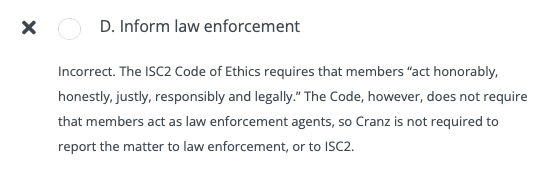 D. Inform law enforcement
Incorrect. The ISC2 Code of Ethics requires that members “act honorably,
honestly, justly, responsibly and legally.” The Code, however, does not require
that members act as law enforcement agents, so Cranz is not required to
report the matter to law enforcement, or to ISC2.